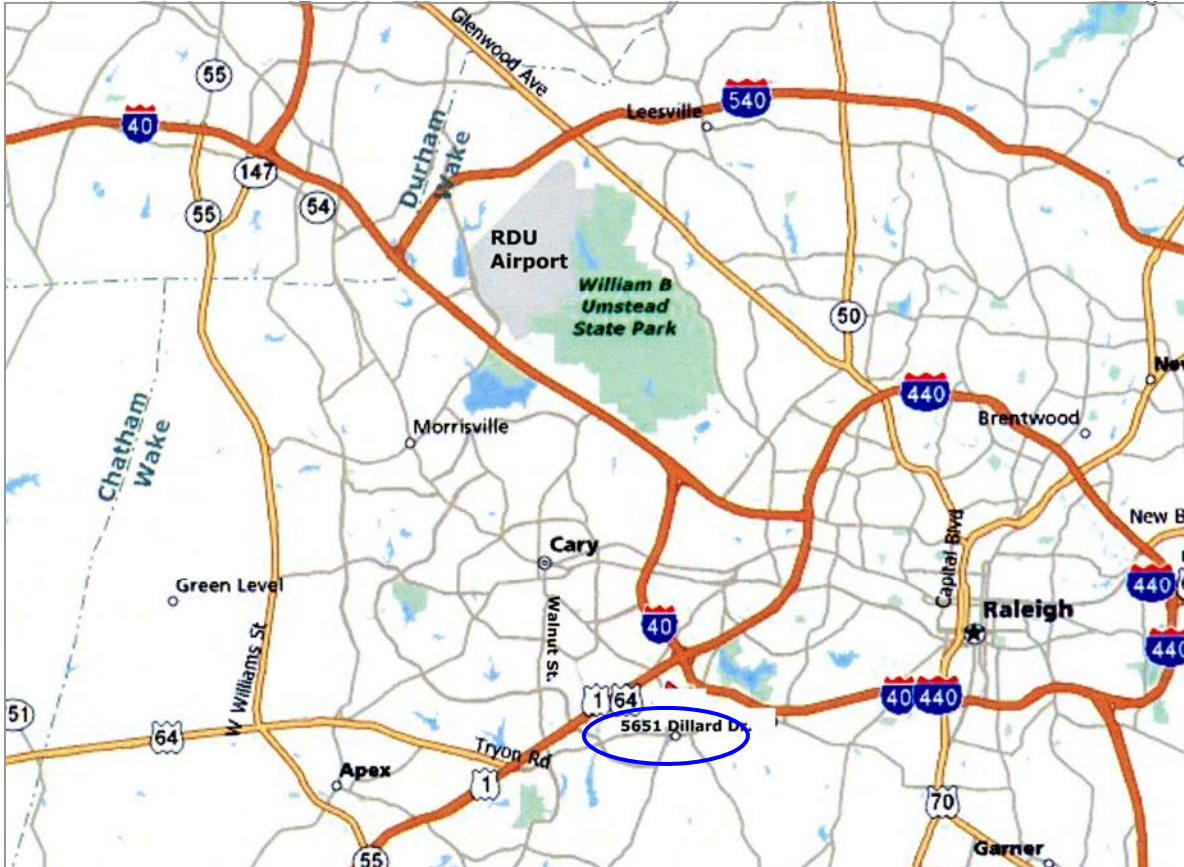 Glenwood Ave
55
540
Leesville
40
Durham
Wake
147
54
55
RDU
Airport
William B
Umstead
State Park
50
440
Brentwood
Morrisville
Chatham
Wake
New B
Capital Blvd
Cary
440
Green Level
Raleigh
Walnut St.
40
440
W Williams St
1
64
40
440
51
5651 Dillard Dr.
64
Tryon Rd
Apex
1
70
Garner
55